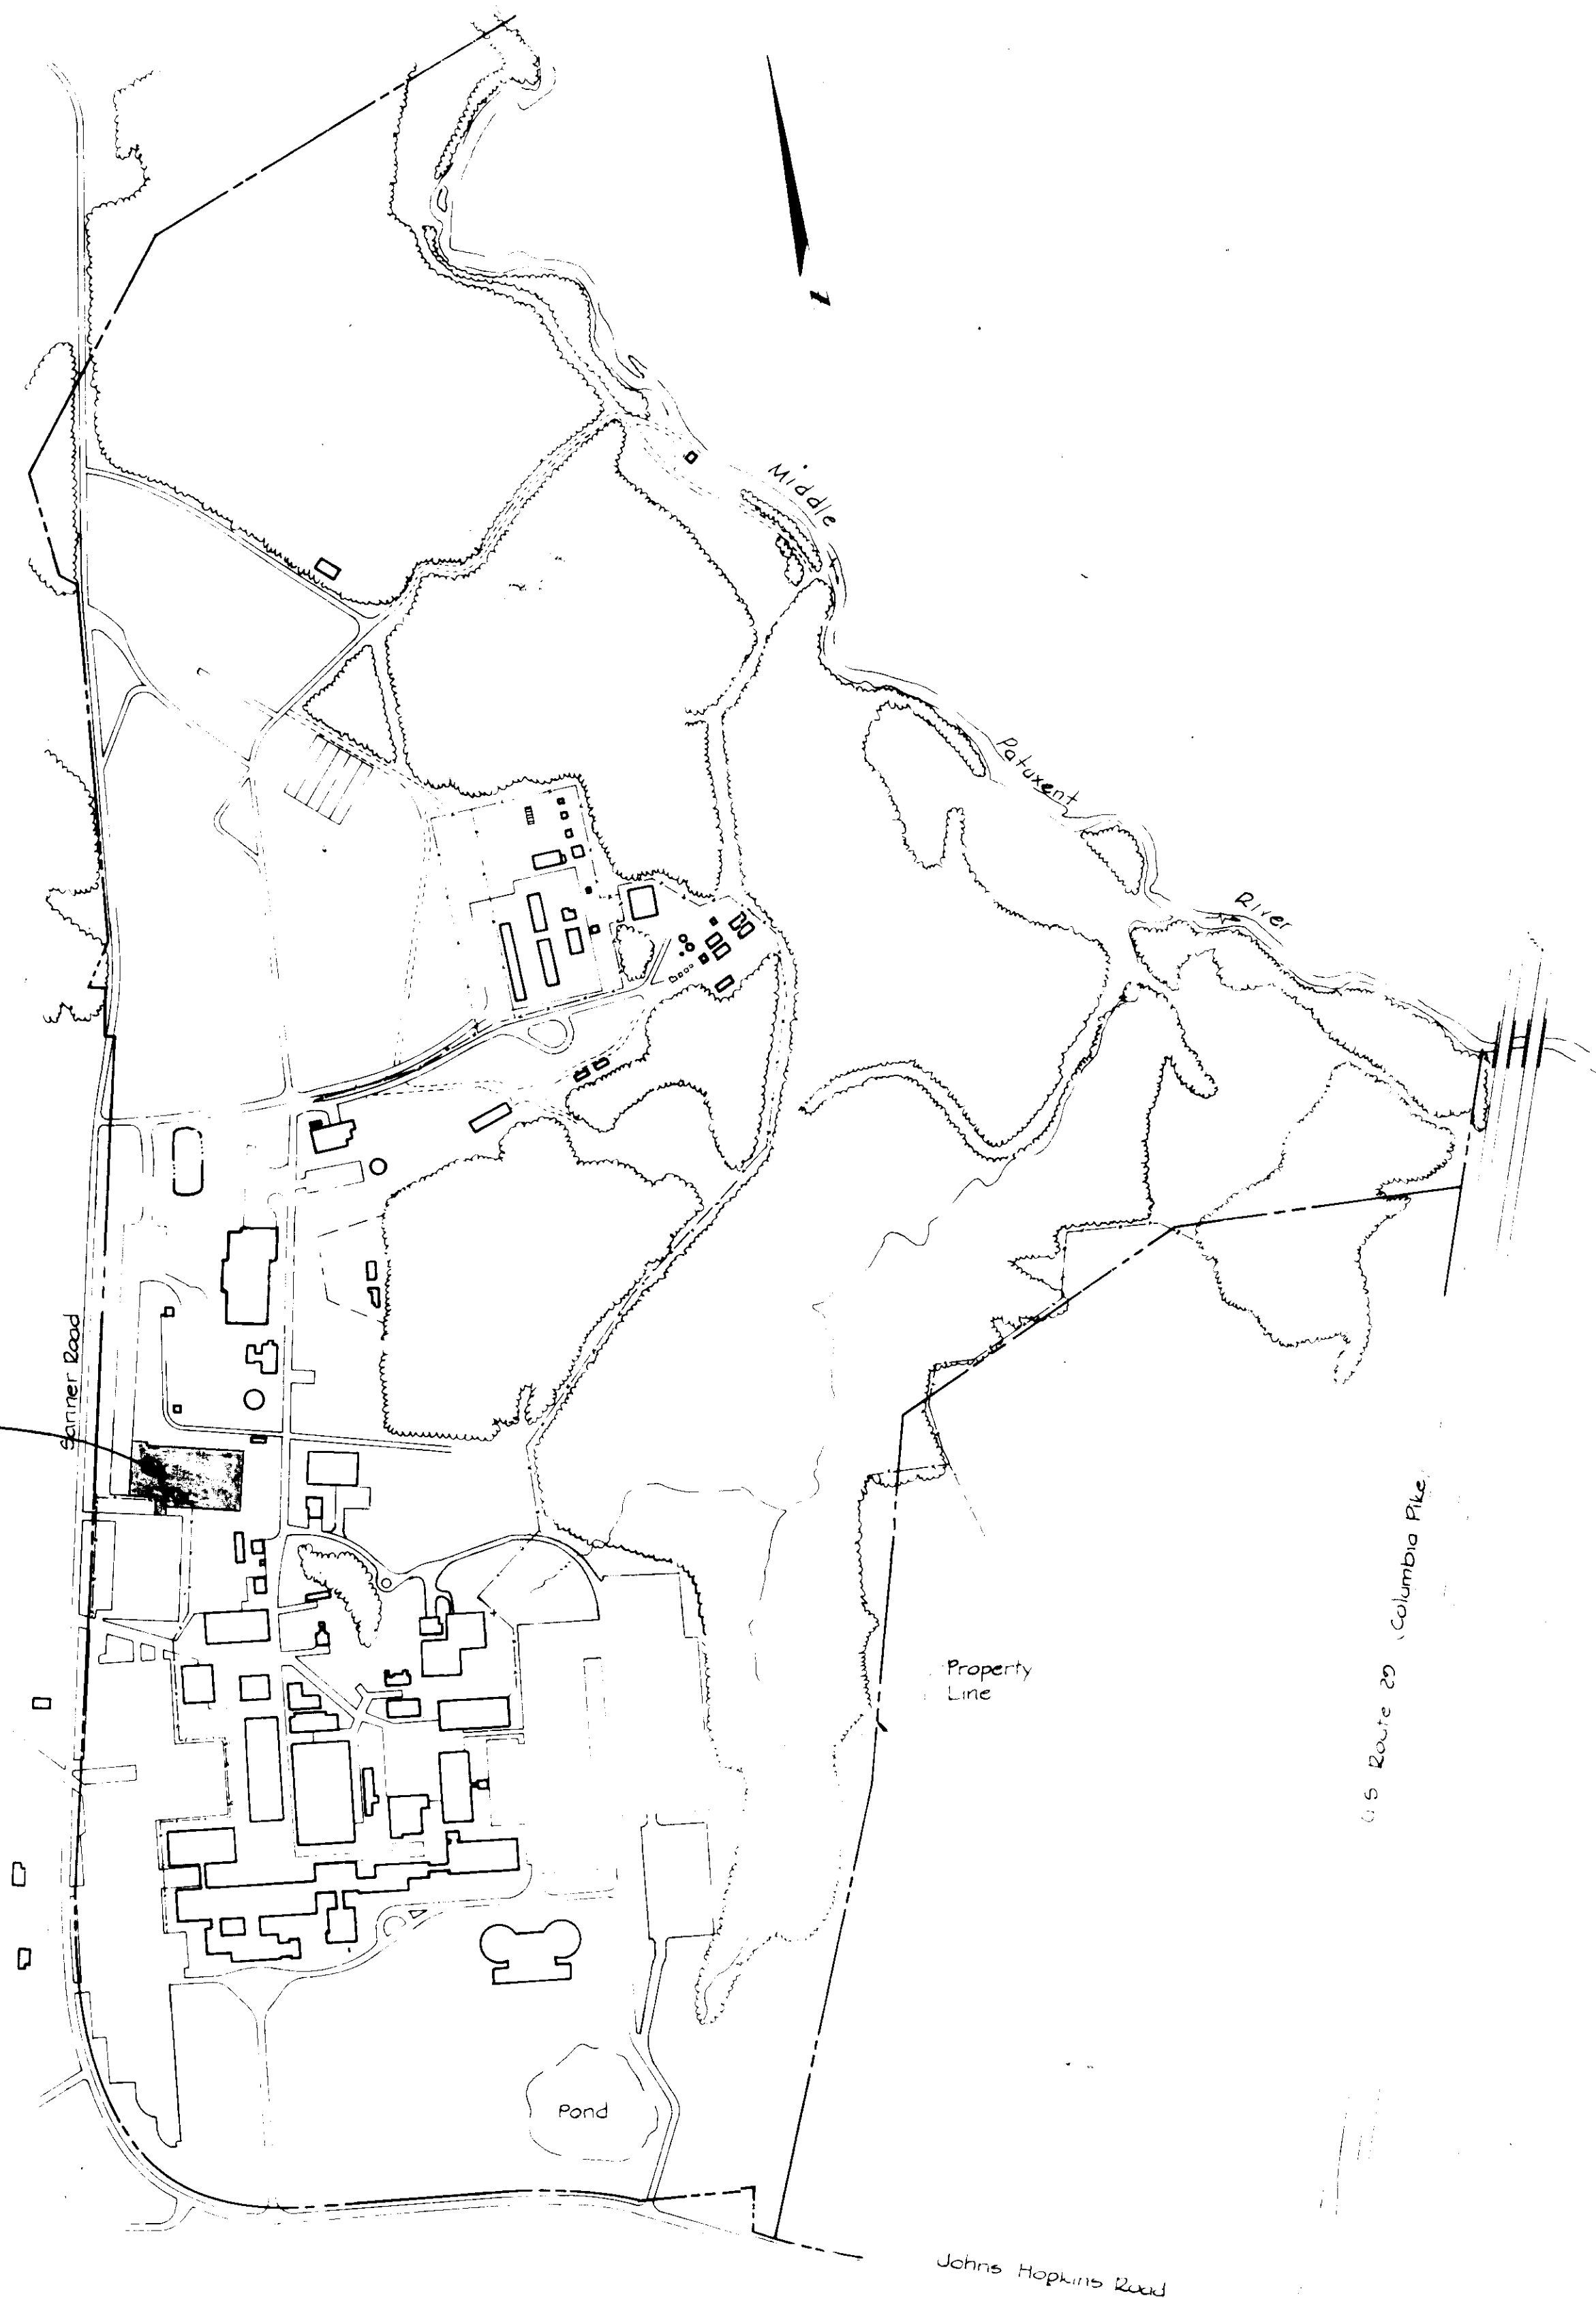 Middle
Patuxent
River
Sanner Road
Property
Line
US Route 29 (Columbia Pike)
Pond
Johns Hopkins Road